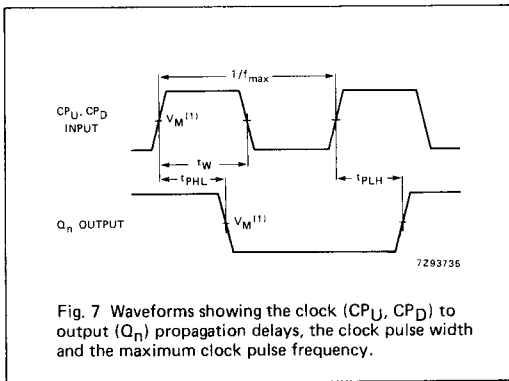 1/fmax
CPU, CPD
INPUT
VM(1)
tW
tPHL
tPLH
Qn OUTPUT
VM(1)
7Z93735
Fig. 7 Waveforms showing the clock (CPU, CPD) to
output (Qn) propagation delays, the clock pulse width
and the maximum clock pulse frequency.